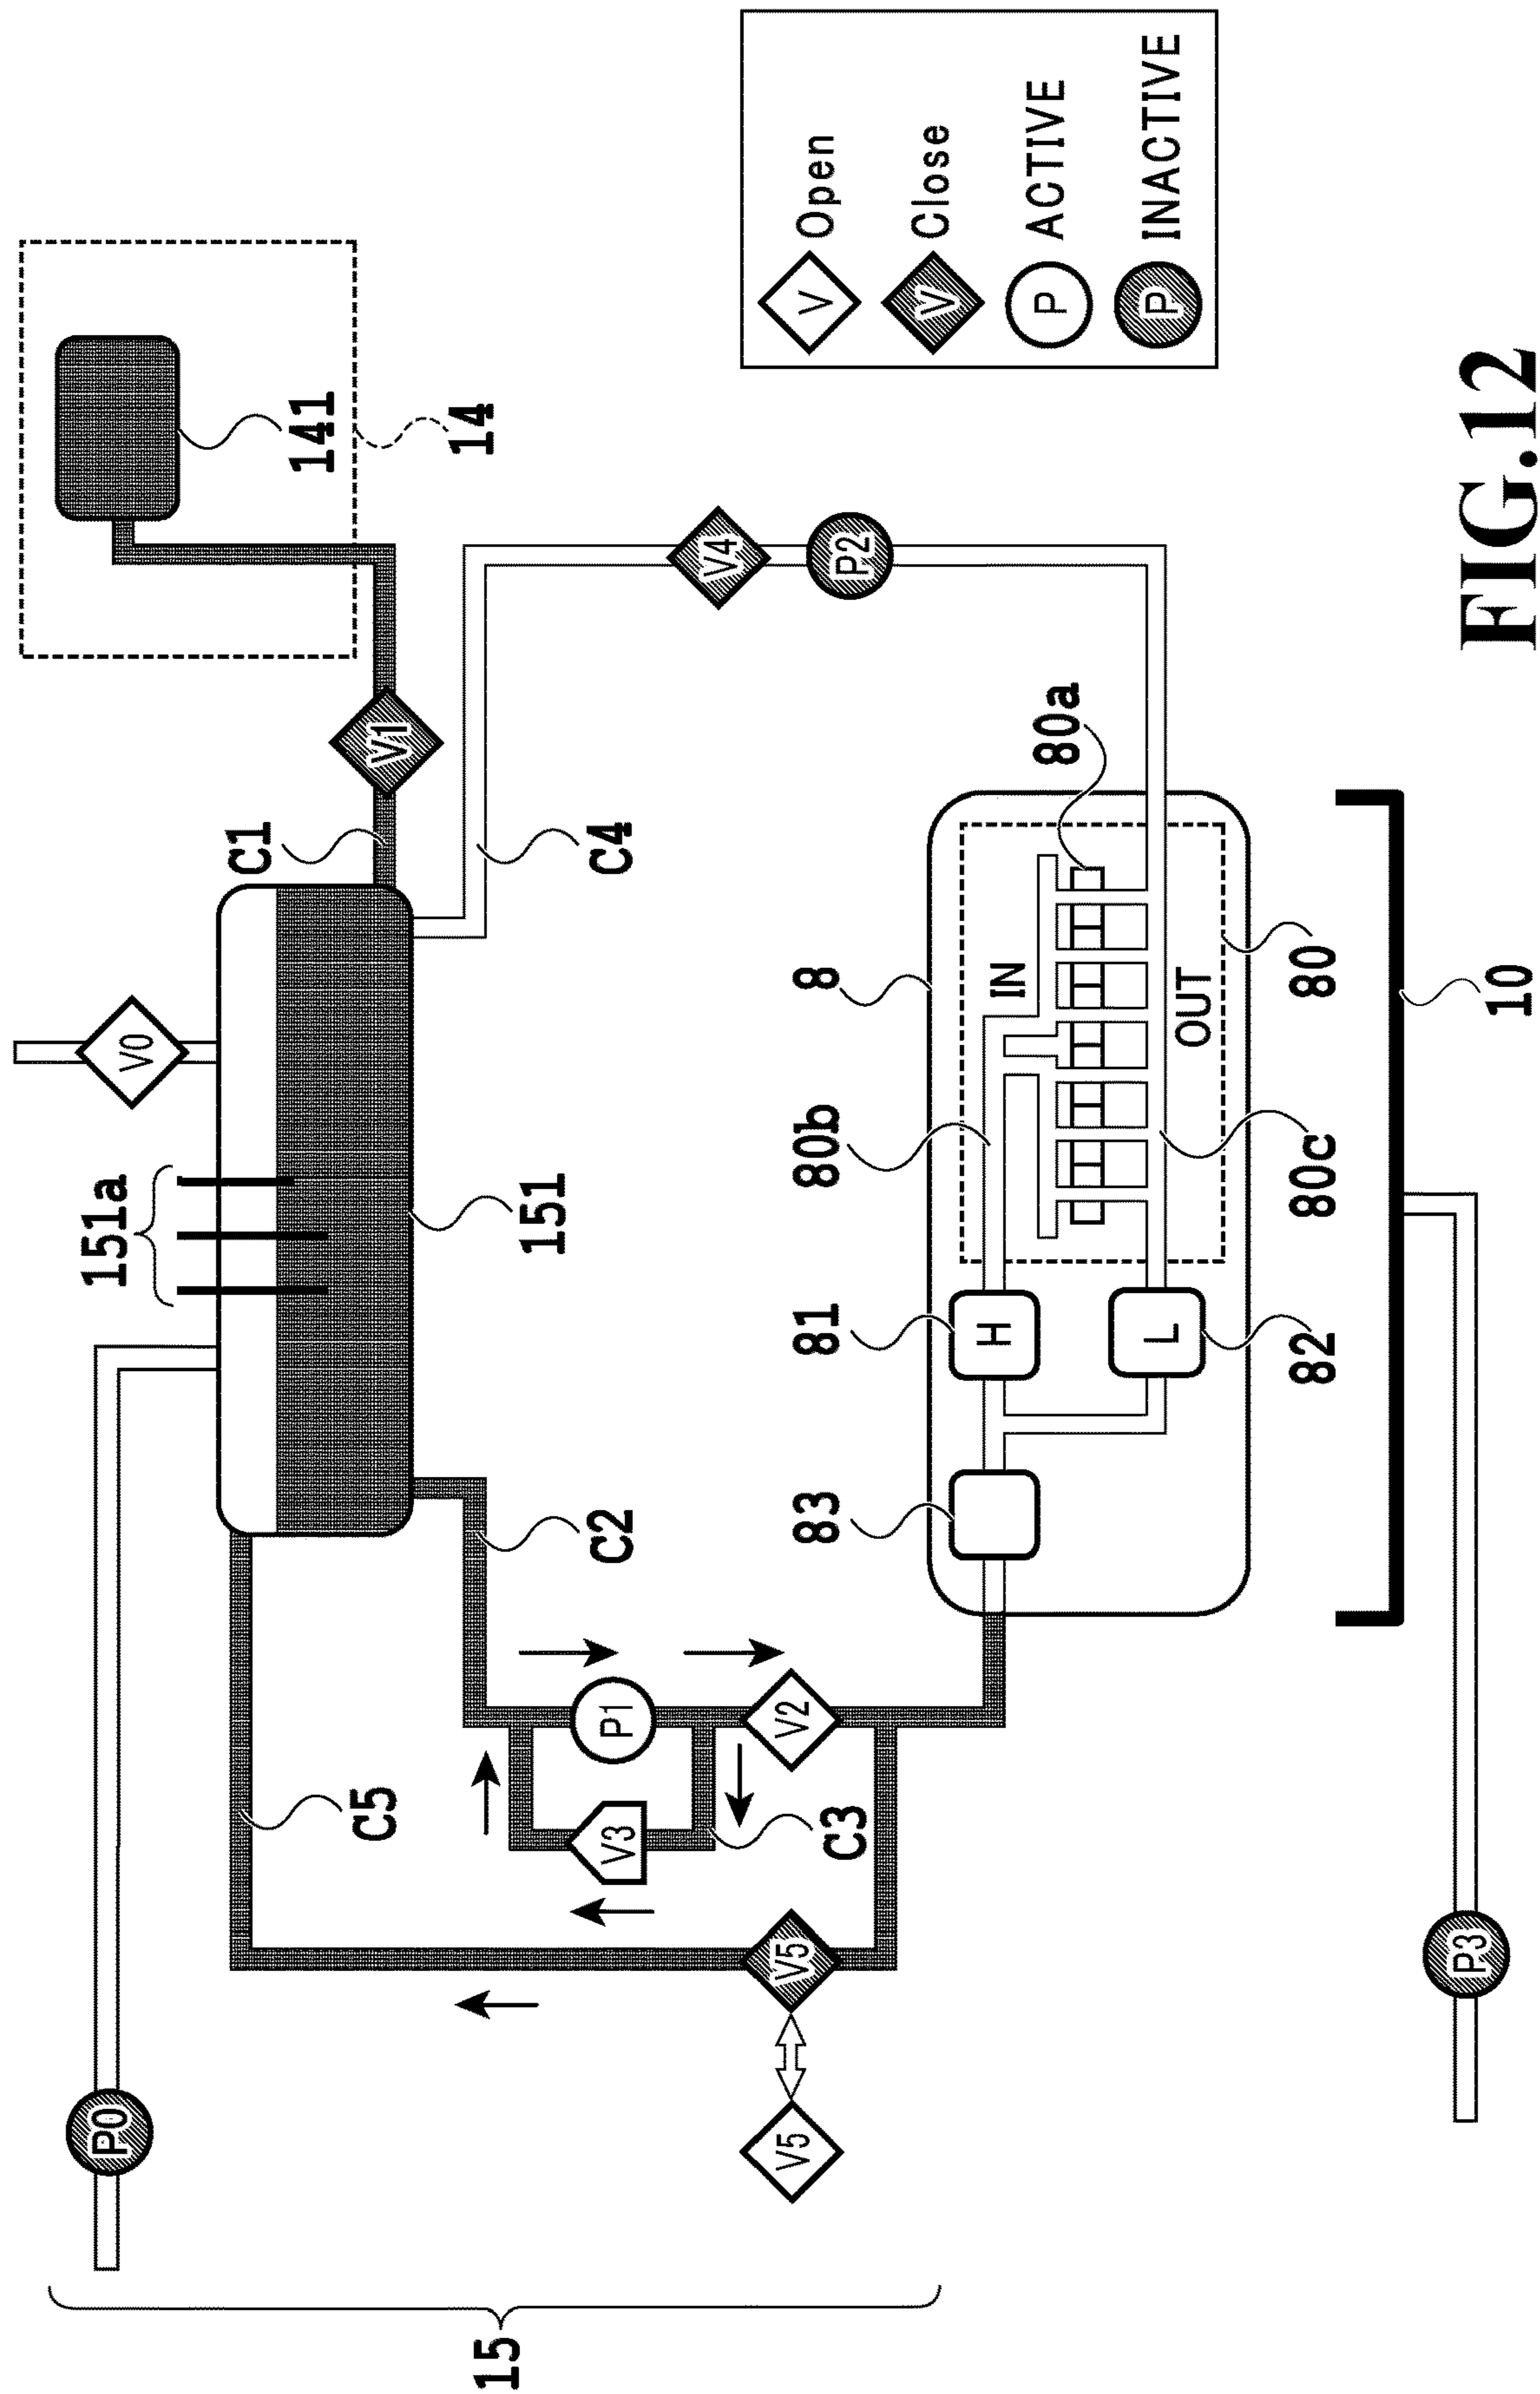 P0
151a
V0
C5
C1
V1
141
14
151
C2
C4
P1
V3
C3
V2
V5
V5
V4
P2
15
8
83
81
H
80b
IN
80a
L
82
80c
OUT
80
10
P3
V Open
V Close
P ACTIVE
P INACTIVE
FIG.12